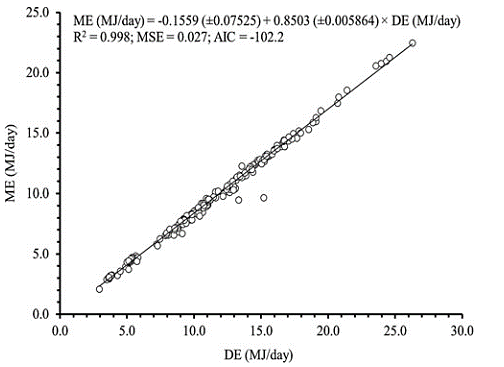 ME (MJ/day) = -0.1559 (±0.07525) + 0.8503 (±0.005864) × DE (MJ/day)
R² = 0.998; MSE = 0.027; AIC = -102.2
25.0
20.0
15.0
10.0
5.0
0.0
ME (MJ/day)
0.0 5.0 10.0 15.0 20.0 25.0 30.0
DE (MJ/day)